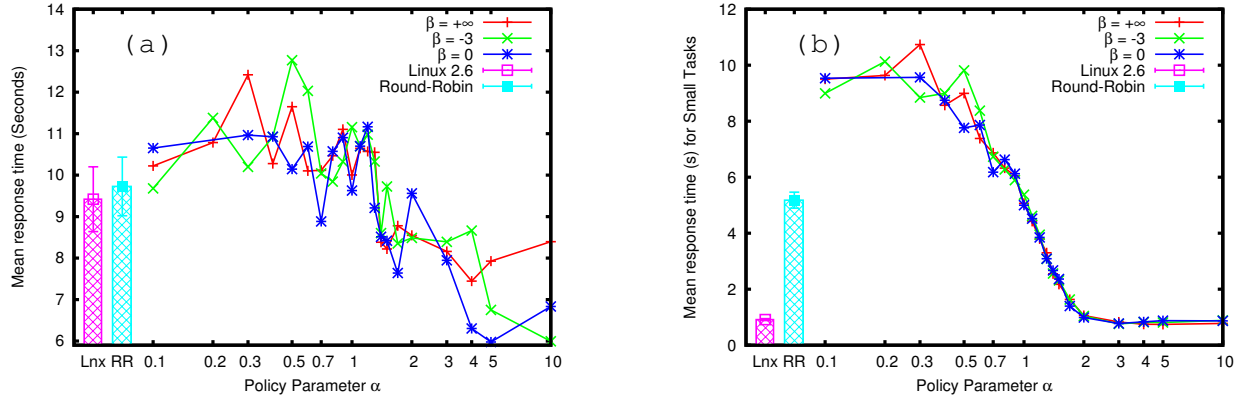 (a)
β = +∞
β = -3
β = 0
Linux 2.6
Round-Robin
Mean response time (Seconds)
14
13
12
11
10
9
8
7
6
Lnx RR 0.1 0.2 0.3 0.5 0.7 1 2 3 4 5 10
Policy Parameter α
(b)
β = +∞
β = -3
β = 0
Linux 2.6
Round-Robin
Mean response time (s) for Small Tasks
12
10
8
6
4
2
0
Lnx RR 0.1 0.2 0.3 0.5 0.7 1 2 3 4 5 10
Policy Parameter α